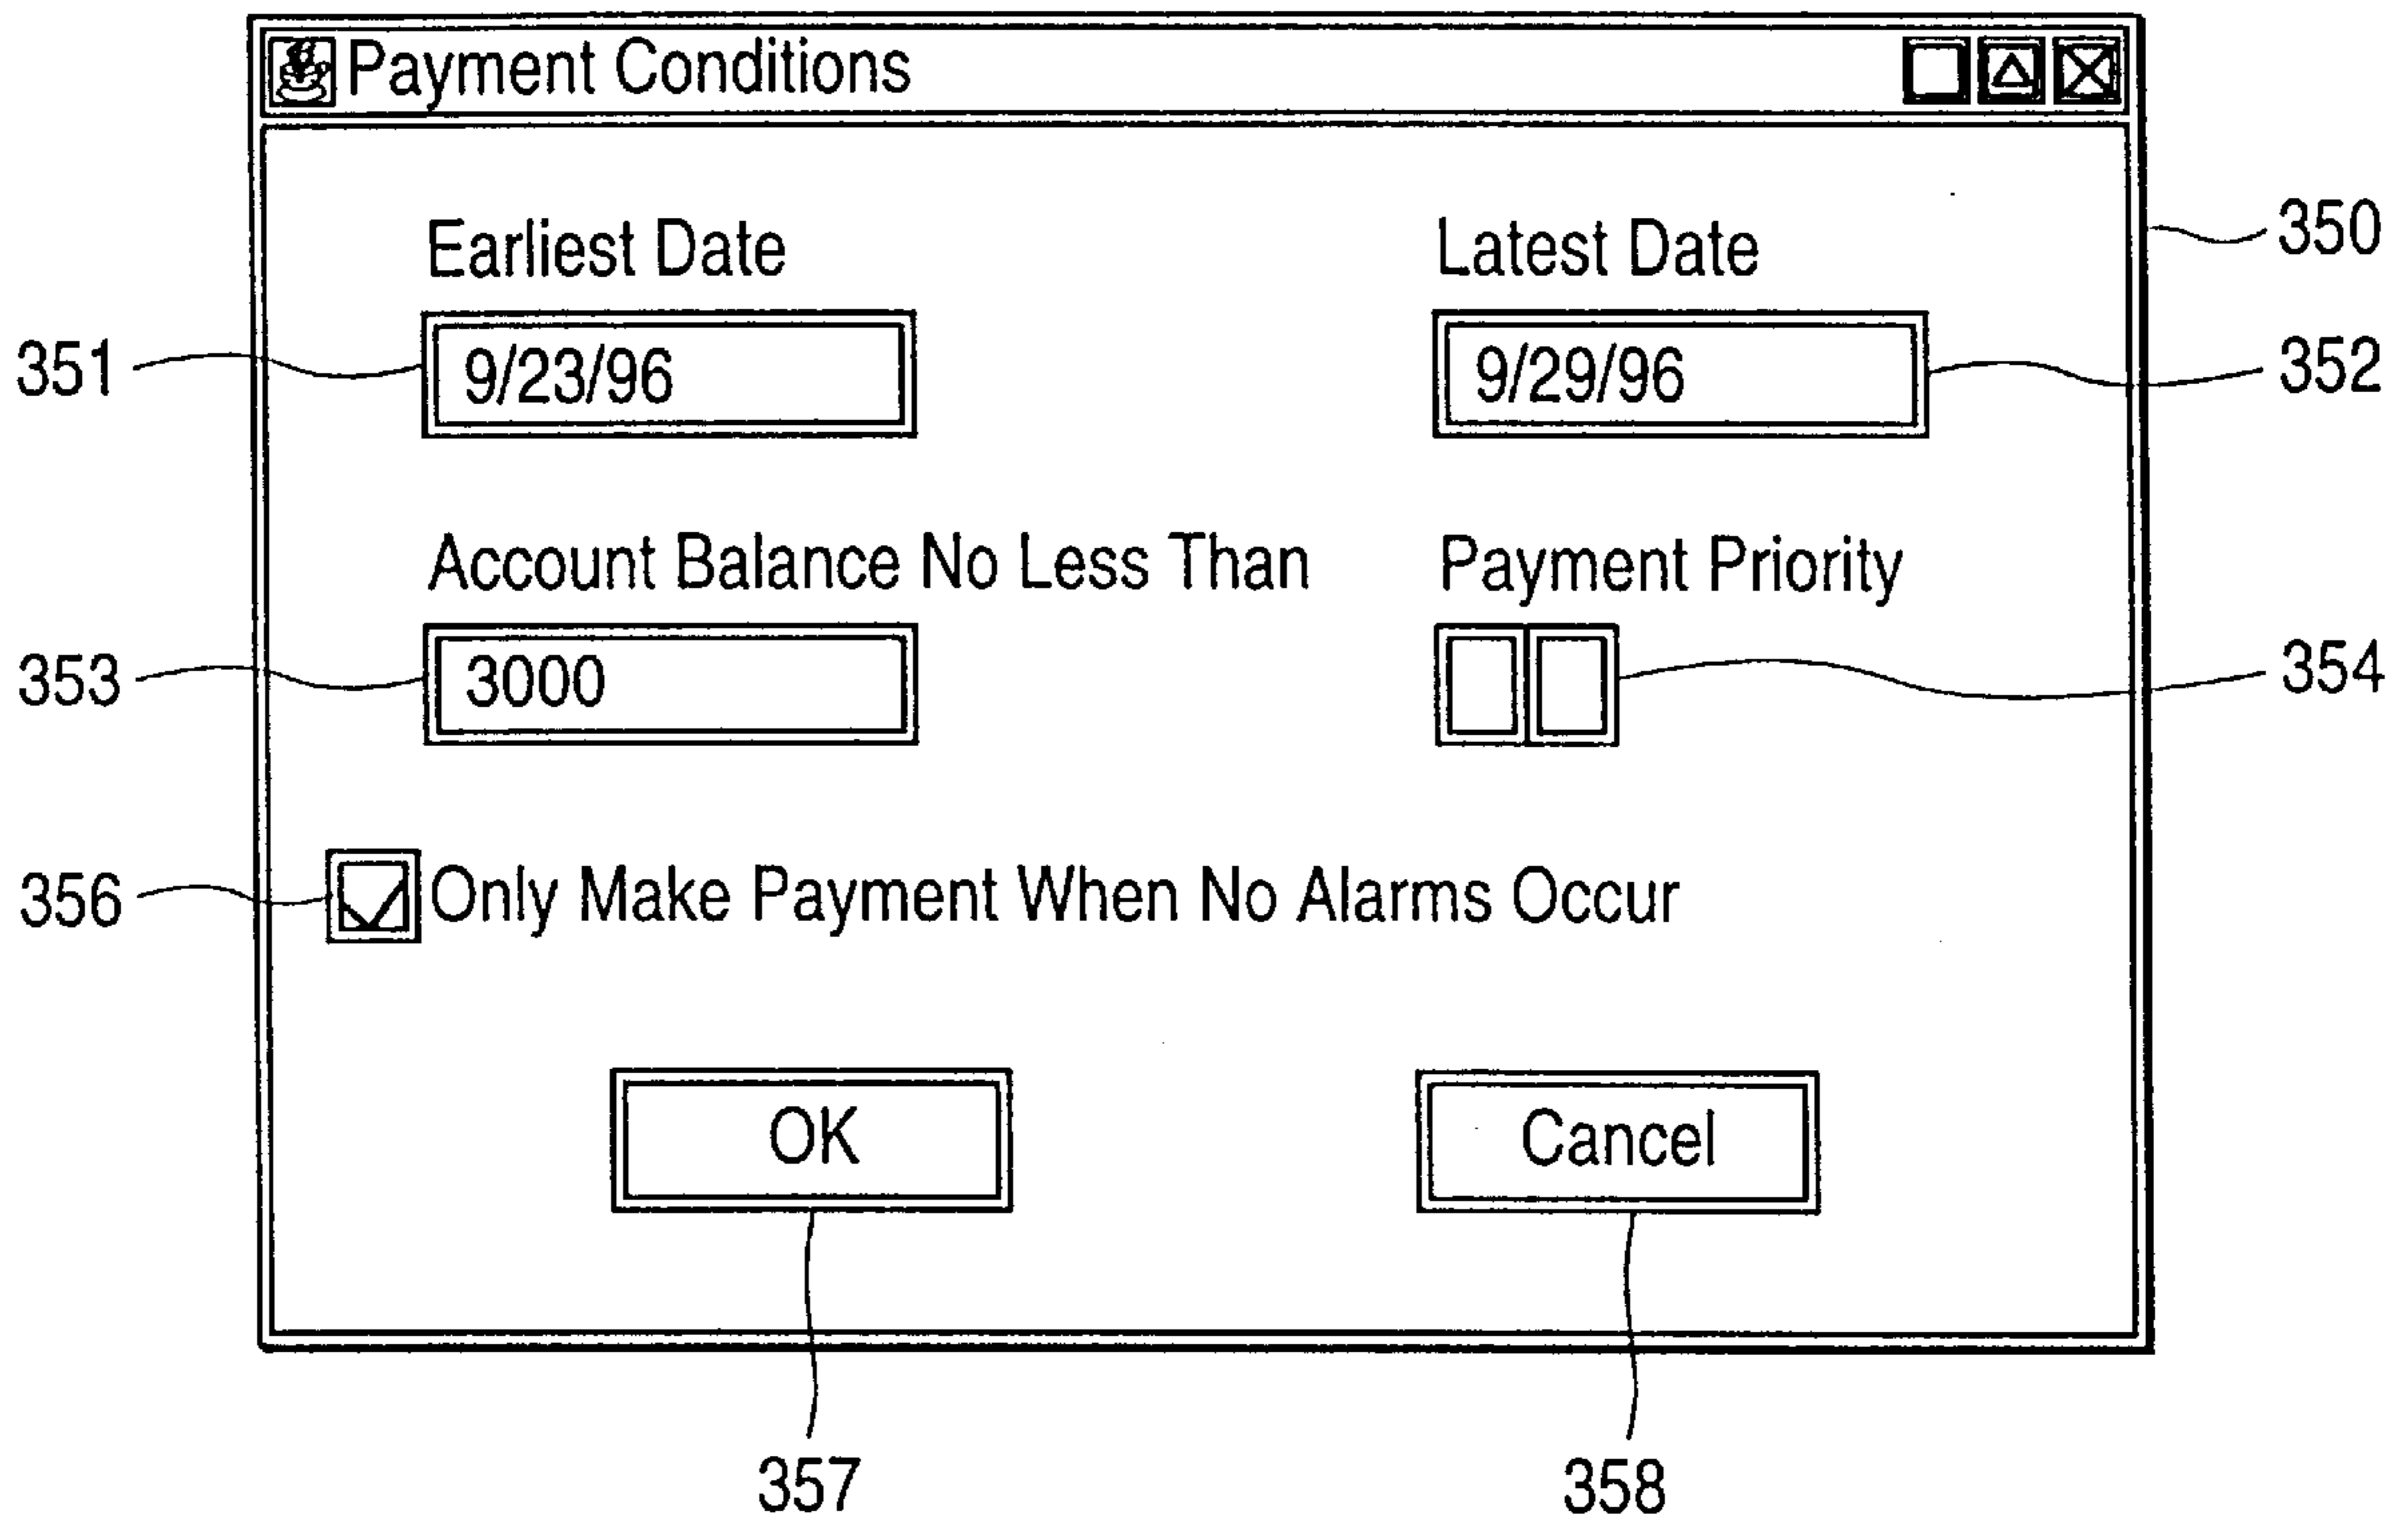 Payment Conditions
Earliest Date
Latest Date
350
351
9/23/96
9/29/96
352
Account Balance No Less Than
Payment Priority
353
3000
354
356
Only Make Payment When No Alarms Occur
OK
Cancel
357
358